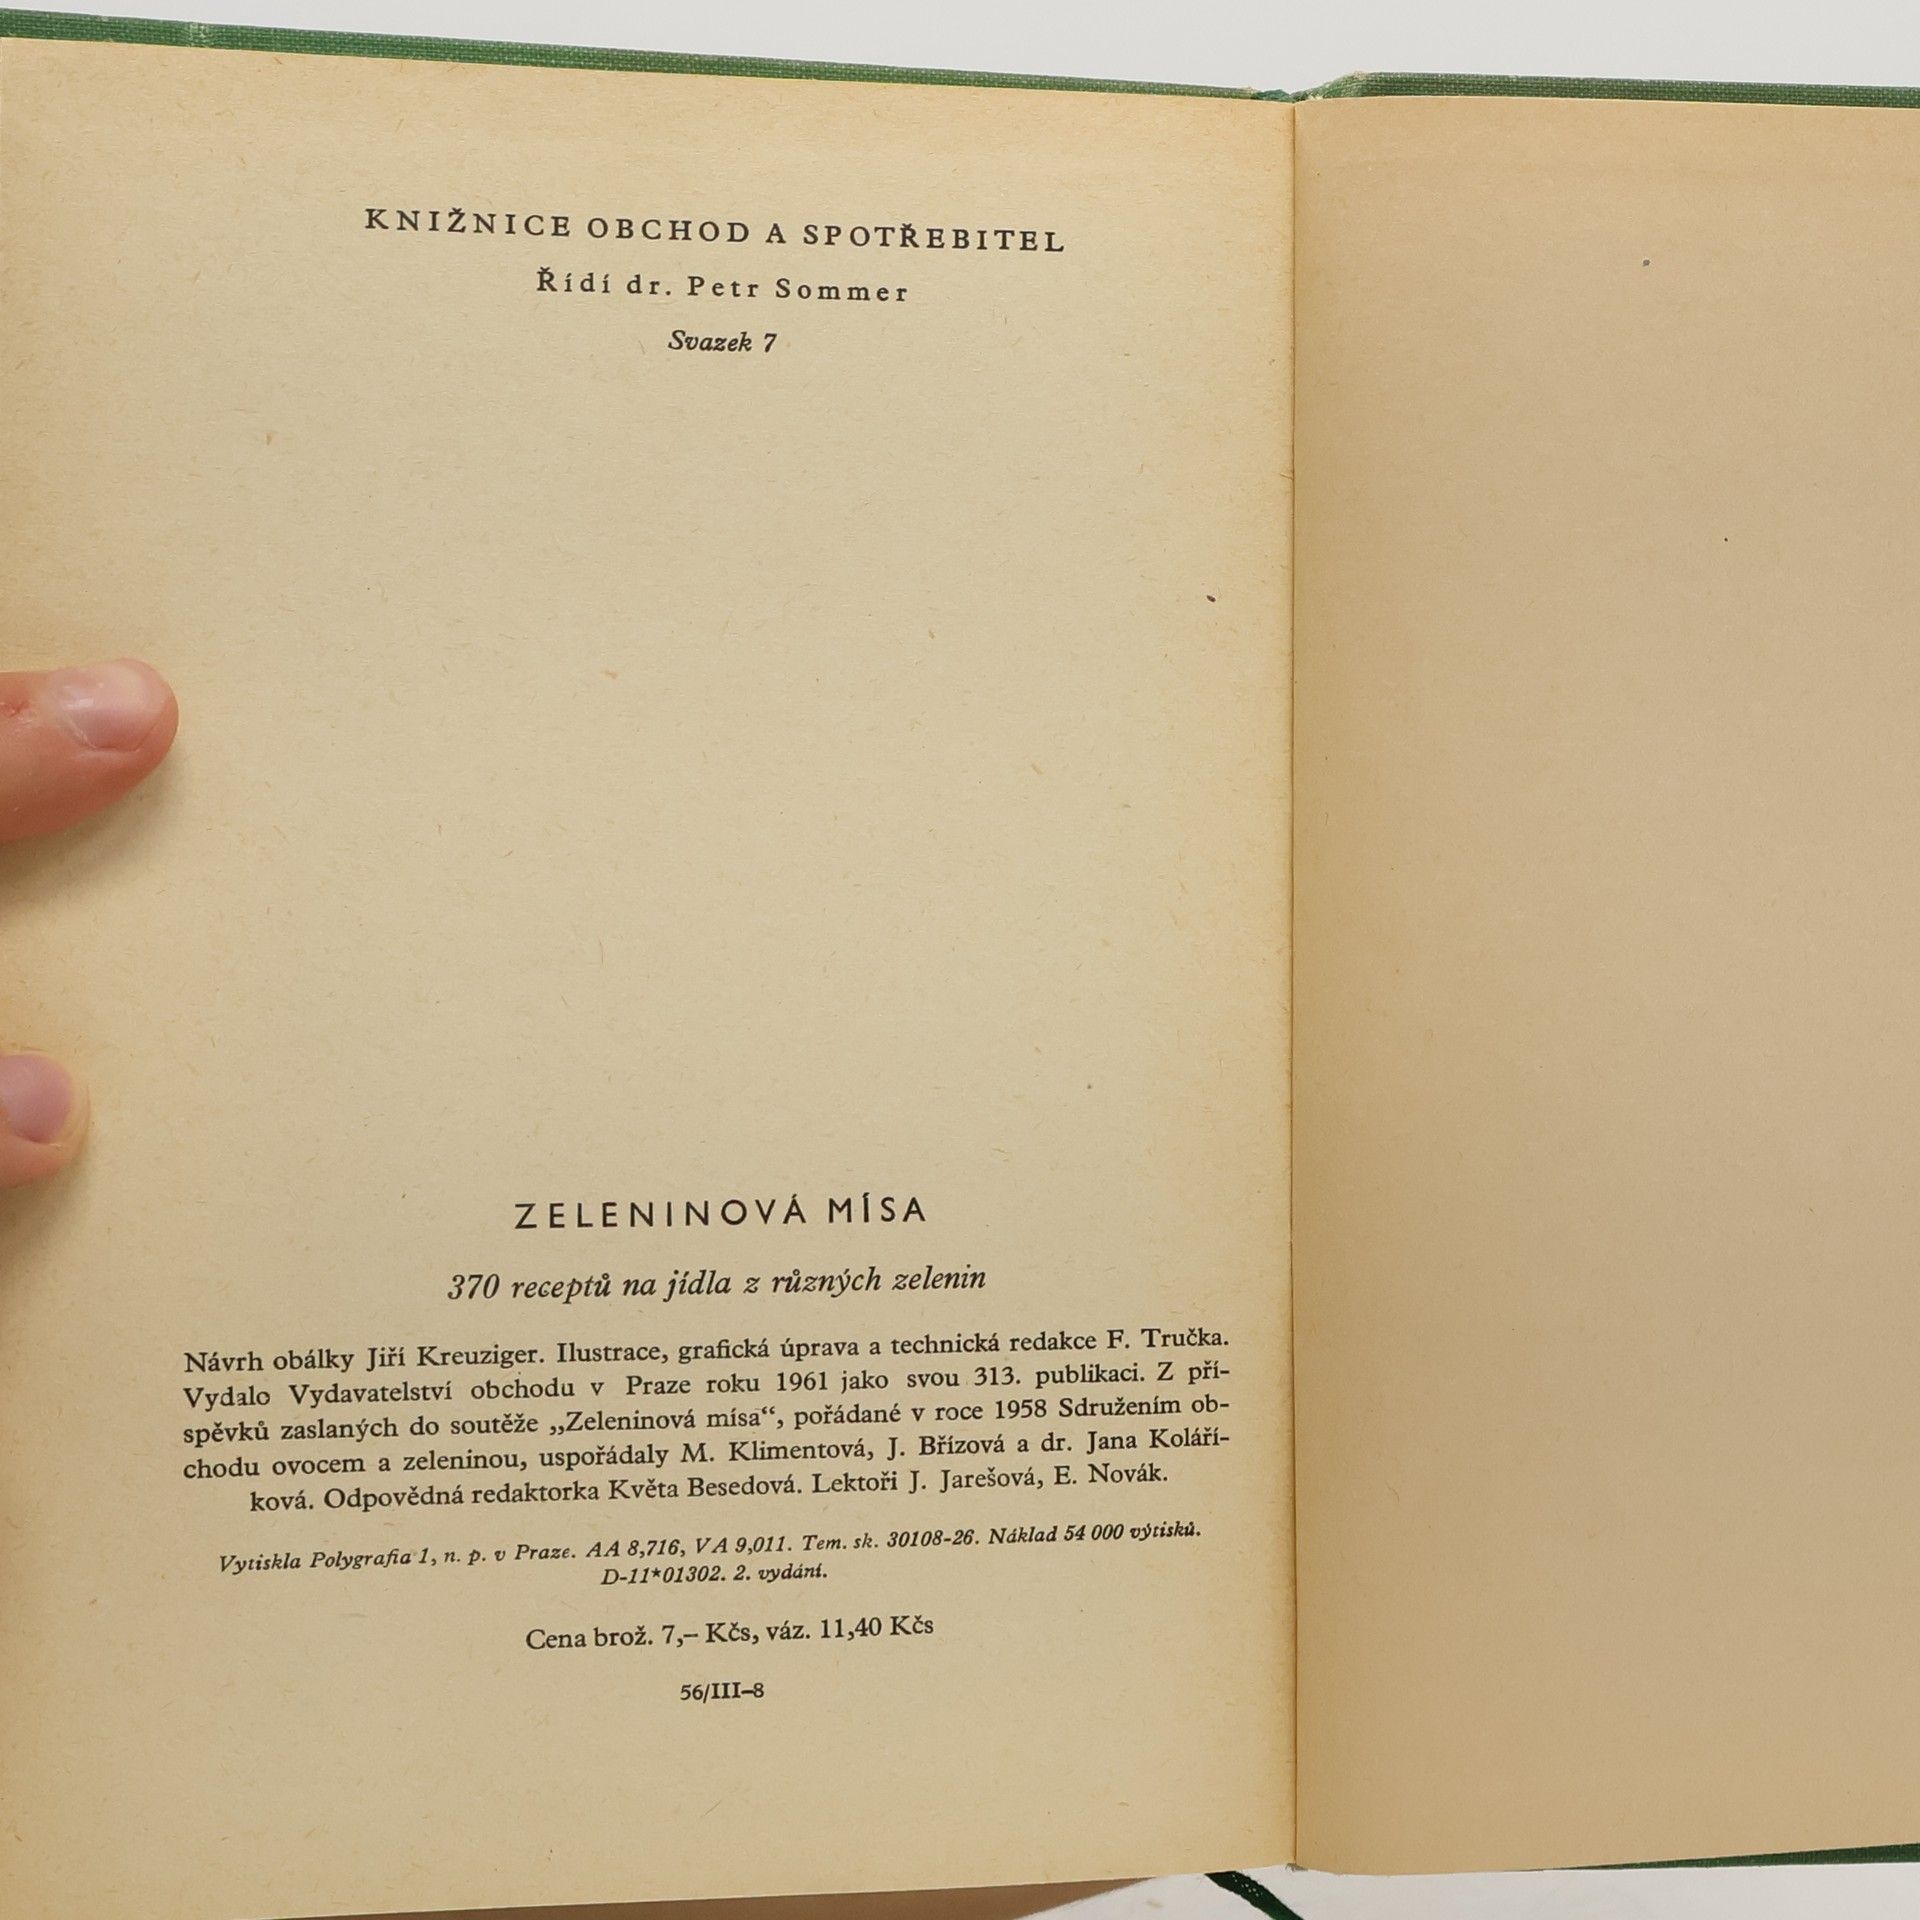 KNIŽNICE OBCHOD A SPOTŘEBITEL
Řídí dr. Petr Sommer
Svazek 7
ZELENINOVÁ MÍSA
370 receptů na jídla z různých zelenin
Návrh obálky Jiří Kreuziger. Ilustrace, grafická úprava a technická redakce F. Tručka.
Vydalo Vydavatelství obchodu v Praze roku 1961 jako svou 313. publikaci. Z pří-
spěvků zaslaných do soutěže „Zeleninová mísa“, pořádané v roce 1958 Sdružením ob-
chodu ovocem a zeleninou, uspořádaly M. Klimentová, J. Břízová a dr. Jana Koláří-
ková. Odpovědná redaktorka Květa Besedová. Lektoři J. Jarešová, E. Novák.
Vytiskla Polygrafia 1, n. p. v Praze. AA 8,716, VA 9,011. Tem. sk. 30108-26. Náklad 54 000 výtisků.
D-11*01302. 2. vydání.
Cena brož. 7,– Kčs, váz. 11,40 Kčs
56/III–8